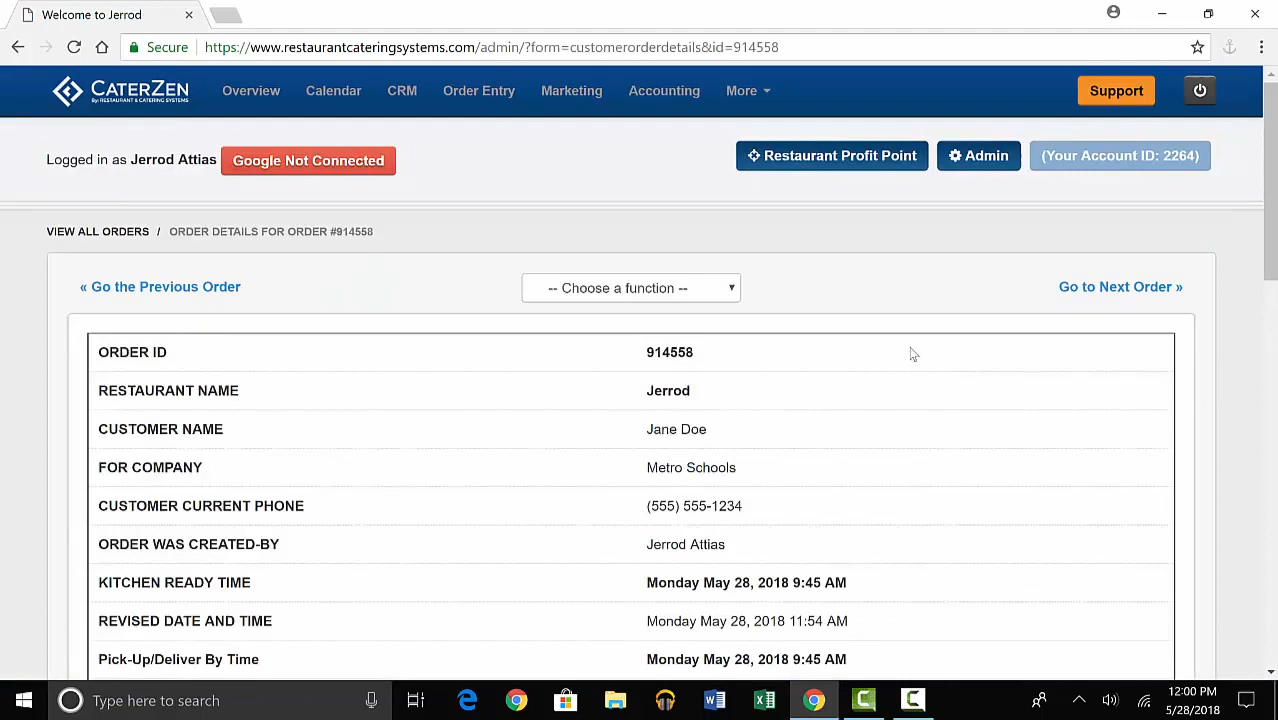 Welcome to Jerrod
Secure https://www.restaurantcateringsystems.com/admin/?form=customerorderdetails&id=914558
CATERZEN Overview Calendar CRM Order Entry Marketing Accounting More Support
By: RESTAURANT & CATERING SYSTEMS
Logged in as Jerrod Attias Google Not Connected Restaurant Profit Point Admin (Your Account ID: 2264)
VIEW ALL ORDERS / ORDER DETAILS FOR ORDER #914558
« Go the Previous Order -- Choose a function -- Go to Next Order »
ORDER ID 914558
RESTAURANT NAME Jerrod
CUSTOMER NAME Jane Doe
FOR COMPANY Metro Schools
CUSTOMER CURRENT PHONE (555) 555-1234
ORDER WAS CREATED-BY Jerrod Attias
KITCHEN READY TIME Monday May 28, 2018 9:45 AM
REVISED DATE AND TIME Monday May 28, 2018 11:54 AM
Pick-Up/Deliver By Time Monday May 28, 2018 9:45 AM
Type here to search 12:00 PM
5/28/2018